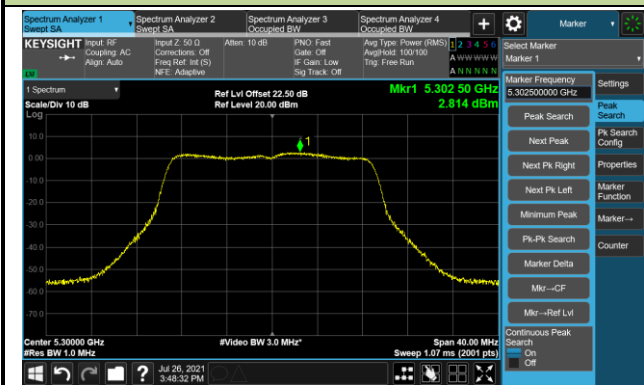 Spectrum Analyzer 1
Swept SA
Spectrum Analyzer 2
Swept SA
Spectrum Analyzer 3
Occupied BW
Spectrum Analyzer 4
Occupied BW
+
Marker
KEYSIGHT
Input: RF
Coupling: AC
Align: Auto
Input Z: 50 Ω
Corrections: Off
Freq Ref: Int (S)
NFE: Adaptive
Atten: 10 dB
PNO: Fast
Gate: Off
IF Gain: Low
Sig Track: Off
Avg Type: Power (RMS)
Avg|Hold: 100/100
Trig: Free Run
1 2 3 4 5 6
A W W W W W
A N N N N N
Select Marker
Marker 1
1 Spectrum
Scale/Div 10 dB
Log
Ref Lvl Offset 22.50 dB
Ref Level 20.00 dBm
Mkr1 5.302 50 GHz
2.814 dBm
1
10.0
0.00
-10.0
-20.0
-30.0
-40.0
-50.0
-60.0
-70.0
Center 5.30000 GHz
#Res BW 1.0 MHz
#Video BW 3.0 MHz*
Span 40.00 MHz
Sweep 1.07 ms (2001 pts)
Marker Frequency
5.302500000 GHz
Peak Search
Next Peak
Next Pk Right
Next Pk Left
Minimum Peak
Pk-Pk Search
Marker Delta
Mkr→CF
Mkr→Ref Lvl
Continuous Peak
Search
On
Off
Settings
Peak
Search
Pk Search
Config
Properties
Marker
Function
Marker→
Counter
?
Jul 26, 2021
3:48:32 PM